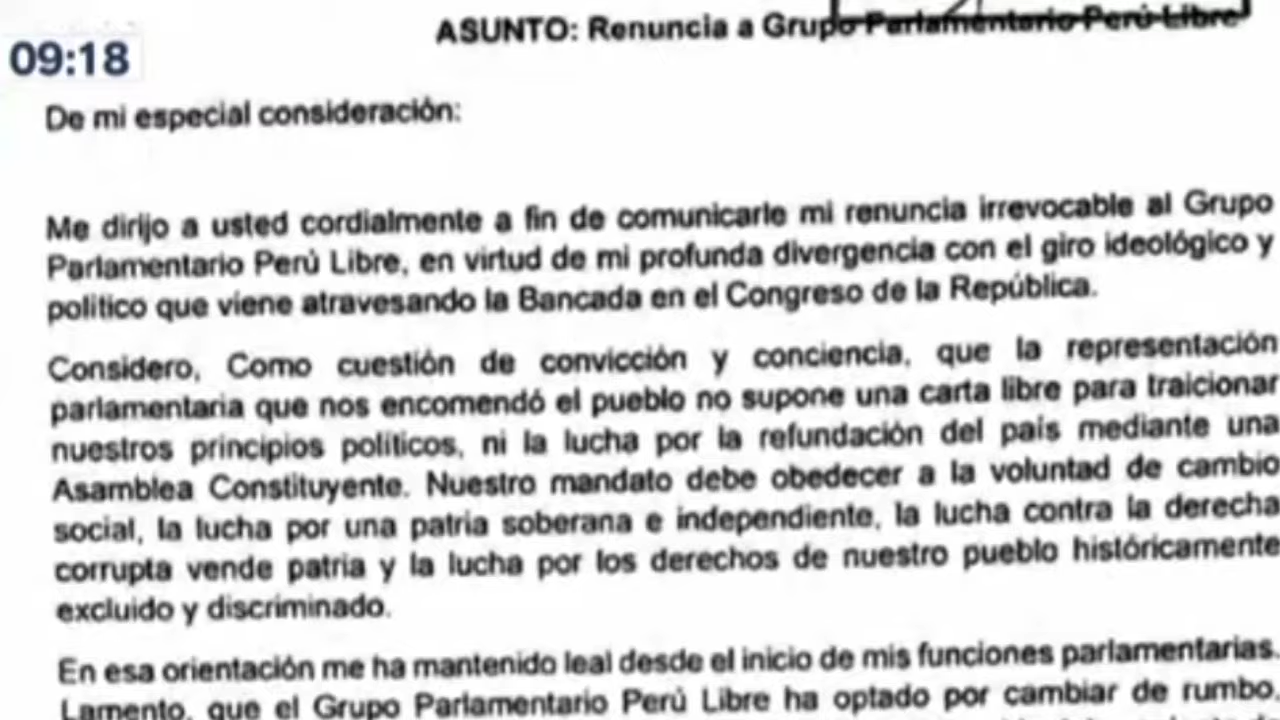 ASUNTO: Renuncia a Grupo Parlamentario Perú Libre
09:18
De mi especial consideración:
Me dirijo a usted cordialmente a fin de comunicarle mi renuncia irrevocable al Grupo
Parlamentario Perú Libre, en virtud de mi profunda divergencia con el giro ideológico y
político que viene atravesando la Bancada en el Congreso de la República.
Considero, Como cuestión de convicción y conciencia, que la representación
parlamentaria que nos encomendó el pueblo no supone una carta libre para traicionar
nuestros principios políticos, ni la lucha por la refundación del país mediante una
Asamblea Constituyente. Nuestro mandato debe obedecer a la voluntad de cambio
social, la lucha por una patria soberana e independiente, la lucha contra la derecha
corrupta vende patria y la lucha por los derechos de nuestro pueblo históricamente
excluido y discriminado.
En esa orientación me ha mantenido leal desde el inicio de mis funciones parlamentarias.
Lamento, que el Grupo Parlamentario Perú Libre ha optado por cambiar de rumbo,